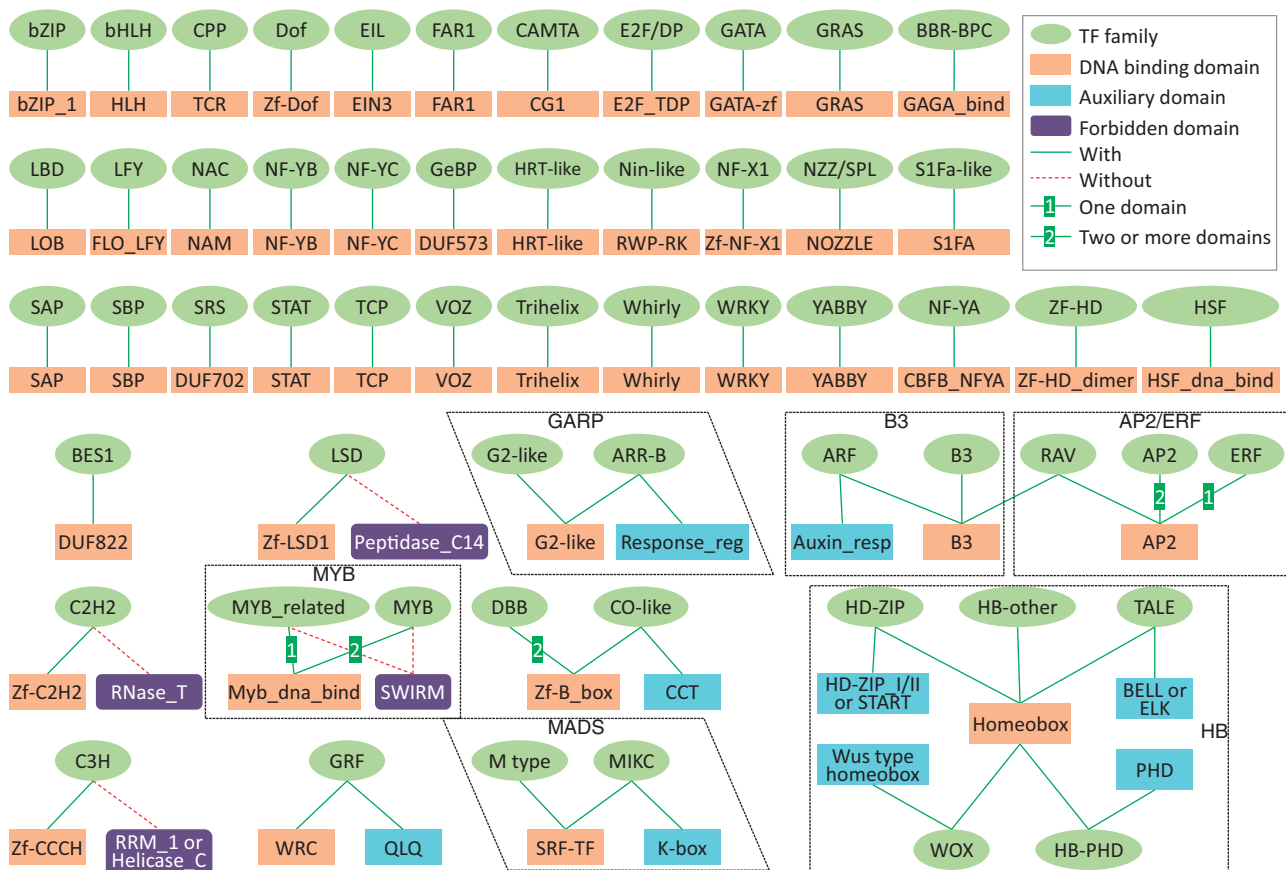 bZIP bHLH CPP Dof EIL FAR1 CAMTA E2F/DP GATA GRAS BBR-BPC
bZIP_1 HLH TCR Zf-Dof EIN3 FAR1 CG1 E2F_TDP GATA-zf GRAS GAGA_bind
TF family
DNA binding domain
Auxiliary domain
Forbidden domain
With
Without
1 One domain
2 Two or more domains
LBD LFY NAC NF-YB NF-YC GeBP HRT-like Nin-like NF-X1 NZZ/SPL S1Fa-like
LOB FLO_LFY NAM NF-YB NF-YC DUF573 HRT-like RWP-RK Zf-NF-X1 NOZZLE S1FA
SAP SBP SRS STAT TCP VOZ Trihelix Whirly WRKY YABBY NF-YA ZF-HD HSF
SAP SBP DUF702 STAT TCP VOZ Trihelix Whirly WRKY YABBY CBFB_NFYA ZF-HD_dimer HSF_dna_bind
GARP B3 AP2/ERF
BES1 LSD G2-like ARR-B ARF B3 RAV AP2 ERF
2 1
DUF822 Zf-LSD1 Peptidase_C14 G2-like Response_reg Auxin_resp B3 AP2
MYB
C2H2 MYB_related MYB DBB CO-like HD-ZIP HB-other TALE
1 2 2
Zf-C2H2 RNase_T Myb_dna_bind SWIRM Zf-B_box CCT
HD-ZIP_I/II
or START
BELL or
ELK
Homeobox
HB
MADS
C3H GRF M type MIKC
Wus type
homeobox
PHD
Zf-CCCH
RRM_1 or
Helicase_C
WRC QLQ SRF-TF K-box WOX HB-PHD